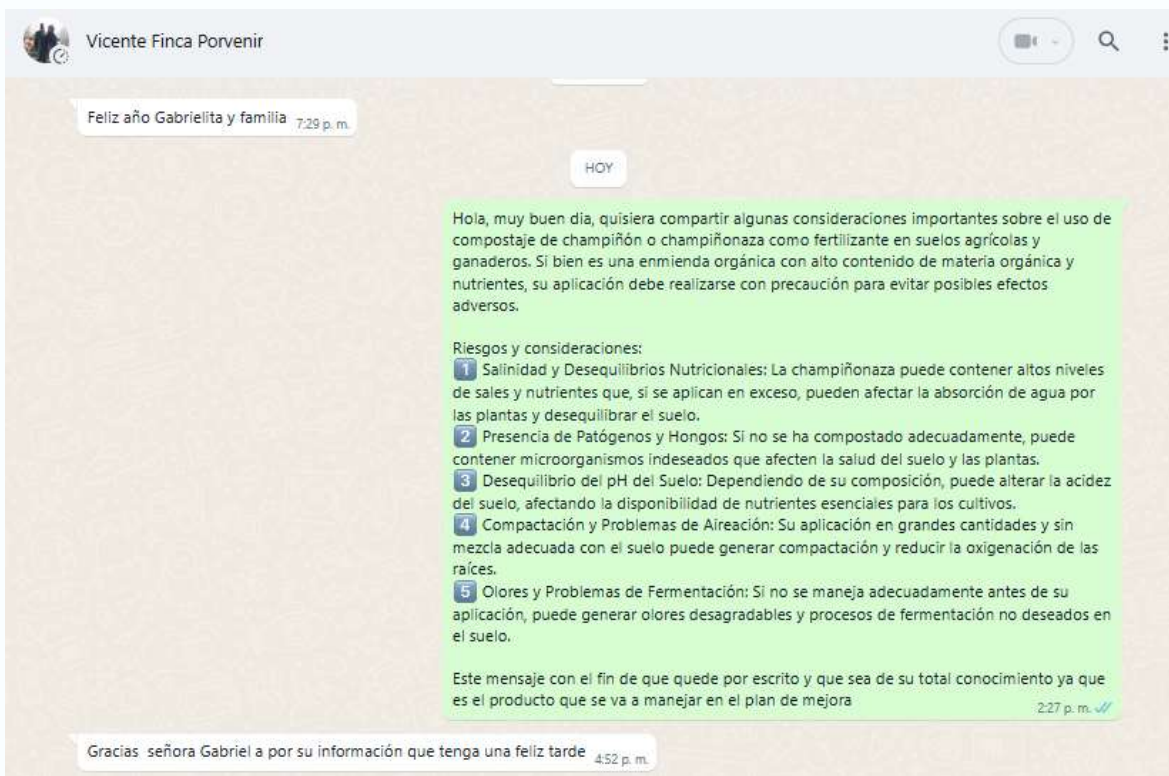 Vicente Finca Porvenir
Feliz año Gabrielita y familia 7:29 p. m.
HOY
Hola, muy buen dia, quisiera compartir algunas consideraciones importantes sobre el uso de
compostaje de champiñón o champiñonaza como fertilizante en suelos agrícolas y
ganaderos. Si bien es una enmienda orgánica con alto contenido de materia orgánica y
nutrientes, su aplicación debe realizarse con precaución para evitar posibles efectos
adversos.
Riesgos y consideraciones:
1 Salinidad y Desequilibrios Nutricionales: La champiñonaza puede contener altos niveles
de sales y nutrientes que, si se aplican en exceso, pueden afectar la absorción de agua por
las plantas y desequilibrar el suelo.
2 Presencia de Patógenos y Hongos: Si no se ha compostado adecuadamente, puede
contener microorganismos indeseados que afecten la salud del suelo y las plantas.
3 Desequilibrio del pH del Suelo: Dependiendo de su composición, puede alterar la acidez
del suelo, afectando la disponibilidad de nutrientes esenciales para los cultivos.
4 Compactación y Problemas de Aireación: Su aplicación en grandes cantidades y sin
mezcla adecuada con el suelo puede generar compactación y reducir la oxigenación de las
raíces.
5 Olores y Problemas de Fermentación: Si no se maneja adecuadamente antes de su
aplicación, puede generar olores desagradables y procesos de fermentación no deseados en
el suelo.
Este mensaje con el fin de que quede por escrito y que sea de su total conocimiento ya que
es el producto que se va a manejar en el plan de mejora 2:27 p. m.
Gracias señora Gabriel a por su información que tenga una feliz tarde 4:52 p. m.